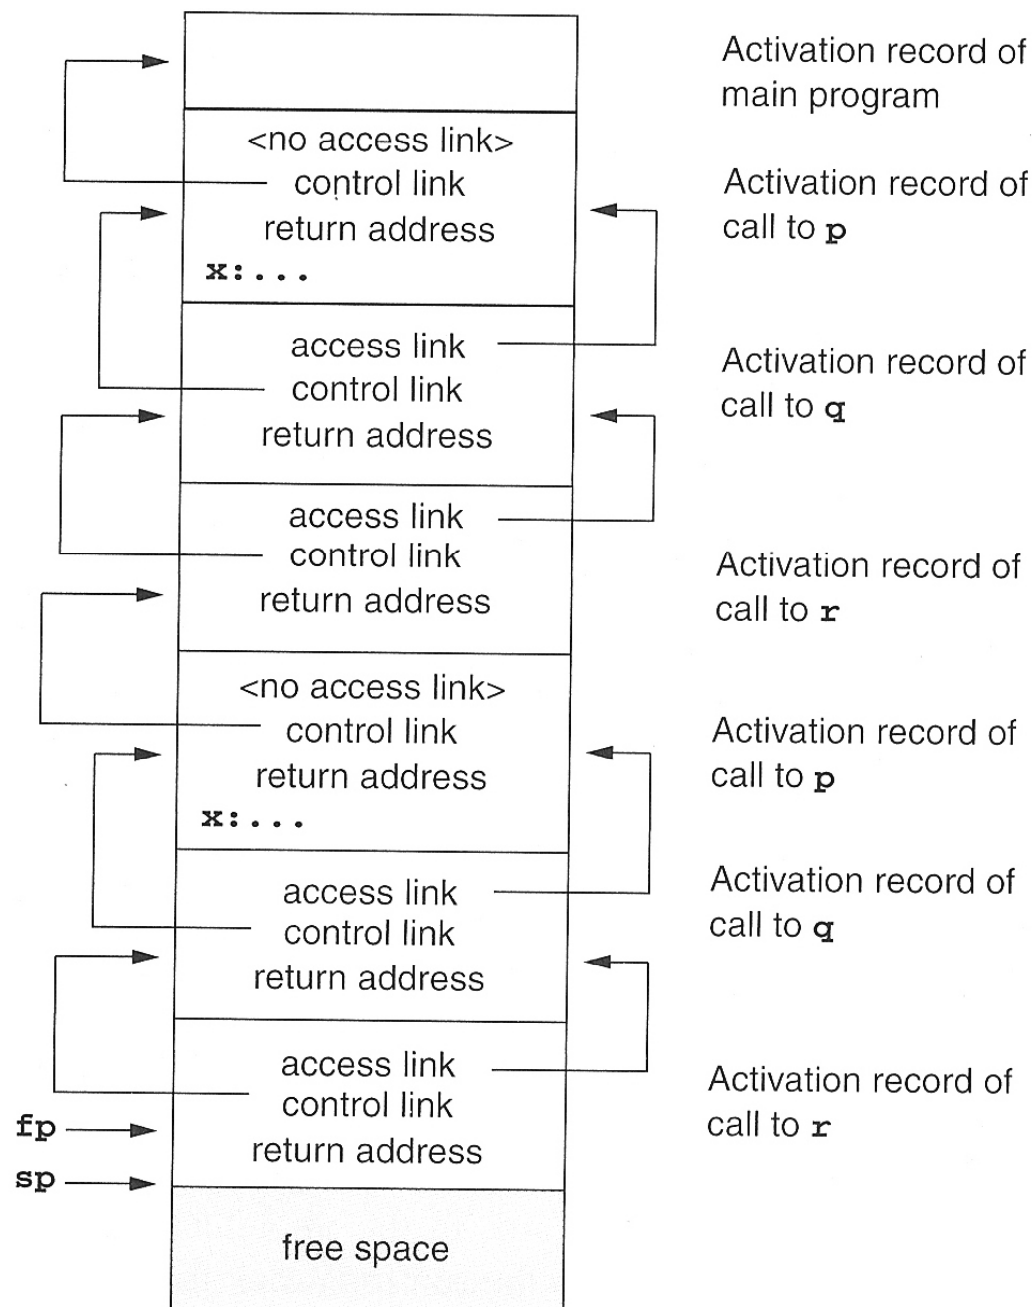 Activation record of
main program
<no access link>
control link
return address
x:...
Activation record of
call to p
access link
control link
return address
Activation record of
call to q
access link
control link
return address
Activation record of
call to r
<no access link>
control link
return address
x:...
Activation record of
call to p
access link
control link
return address
Activation record of
call to q
access link
control link
return address
Activation record of
call to r
fp
sp
free space